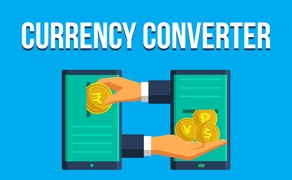 CURRENCY CONVERTER
₹
₽
¥ $